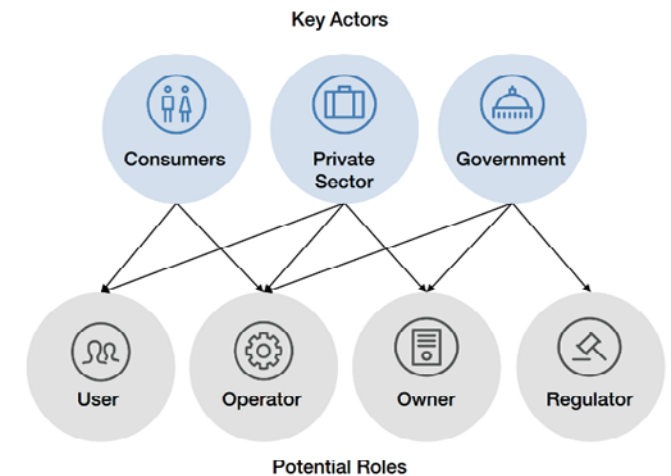 Key Actors
Consumers
Private
Sector
Government
User
Operator
Owner
Regulator
Potential Roles